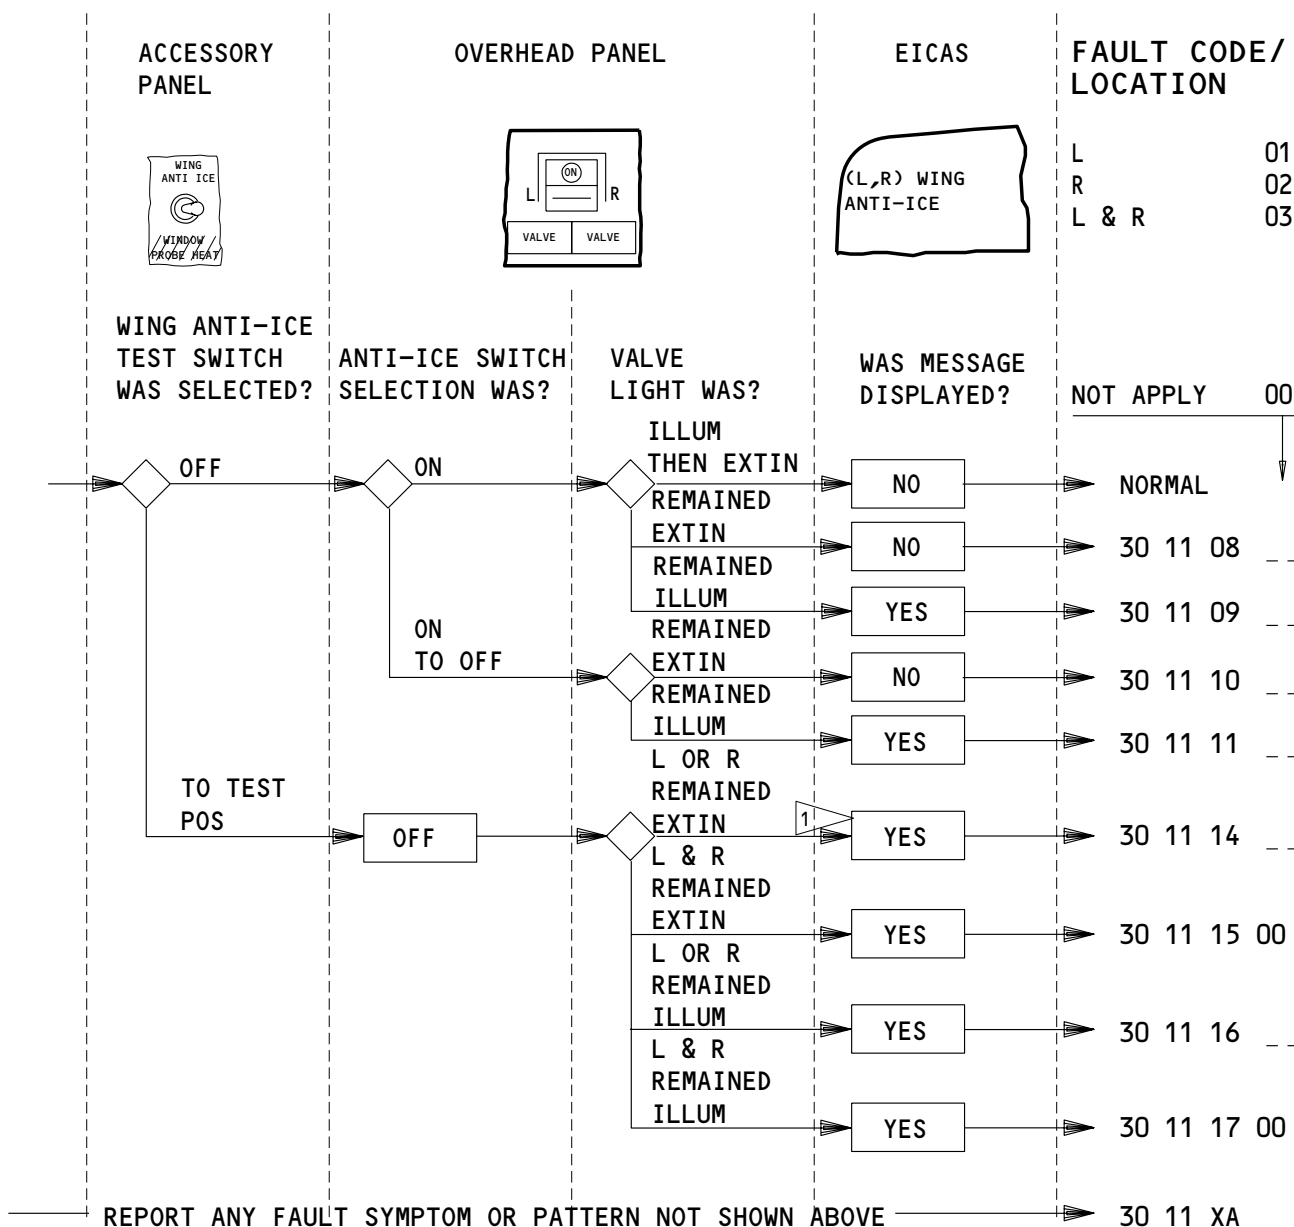 ACCESSORY
PANEL
OVERHEAD PANEL
EICAS
FAULT CODE/
LOCATION
WING
ANTI ICE
WINDOW
PROBE HEAT
ON
L
R
VALVE
VALVE
(L,R) WING
ANTI-ICE
L 01
R 02
L & R 03
WING ANTI-ICE
TEST SWITCH
WAS SELECTED?
ANTI-ICE SWITCH
SELECTION WAS?
VALVE
LIGHT WAS?
WAS MESSAGE
DISPLAYED?
NOT APPLY 00
OFF
ON
ILLUM
THEN EXTIN
NO
NORMAL
REMAINED
EXTIN
NO
30 11 08 _ _
REMAINED
ILLUM
YES
30 11 09 _ _
ON
TO OFF
REMAINED
EXTIN
NO
30 11 10 _ _
REMAINED
ILLUM
YES
30 11 11 _ _
TO TEST
POS
OFF
L OR R
REMAINED
EXTIN
1
YES
30 11 14 _ _
L & R
REMAINED
EXTIN
YES
30 11 15 00
L OR R
REMAINED
ILLUM
YES
30 11 16 _ _
L & R
REMAINED
ILLUM
YES
30 11 17 00
REPORT ANY FAULT SYMPTOM OR PATTERN NOT SHOWN ABOVE
30 11 XA